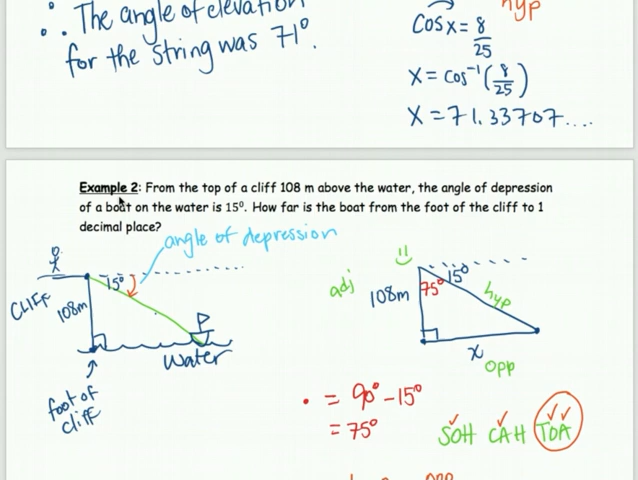 ∴ The angle of elevation
for the string was 71°.
hyp
Cos x = 8/25
x = cos⁻¹(8/25)
x = 71.33707....
Example 2: From the top of a cliff 108 m above the water, the angle of depression
of a boat on the water is 15°. How far is the boat from the foot of the cliff to 1
decimal place?
angle of depression
15°
CLIFF
108m
Water
foot of
cliff
adj
108m
75°
15°
hyp
x
opp
• = 90° - 15°
= 75°
SOH CAH TOA